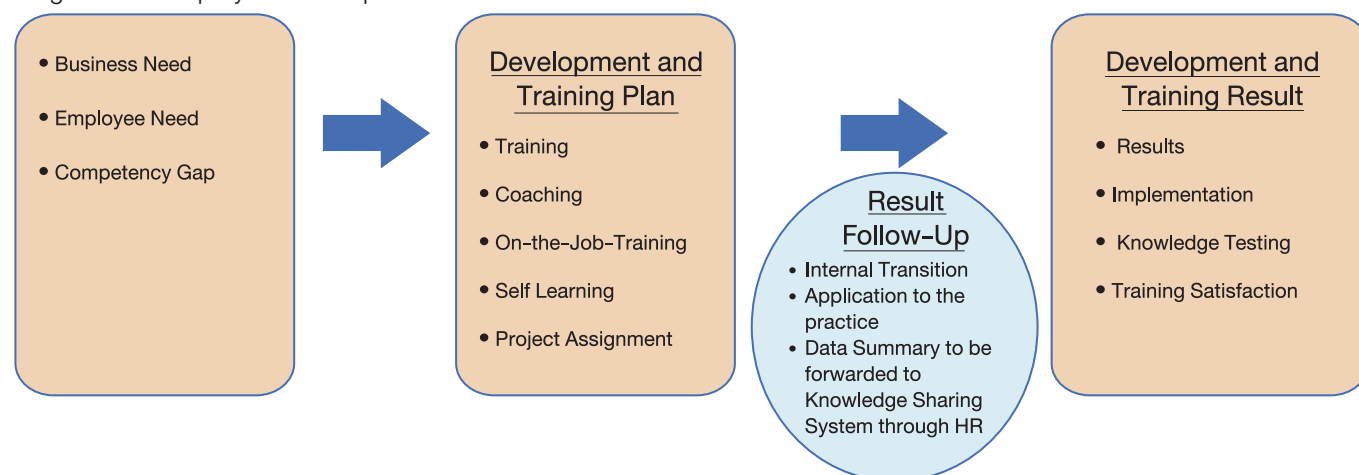 • Business Need
• Employee Need
• Competency Gap
Development and
Training Plan
• Training
• Coaching
• On-the-Job-Training
• Self Learning
• Project Assignment
Result
Follow-Up
• Internal Transition
• Application to the
practice
• Data Summary to be
forwarded to
Knowledge Sharing
System through HR
Development and
Training Result
• Results
• Implementation
• Knowledge Testing
• Training Satisfaction